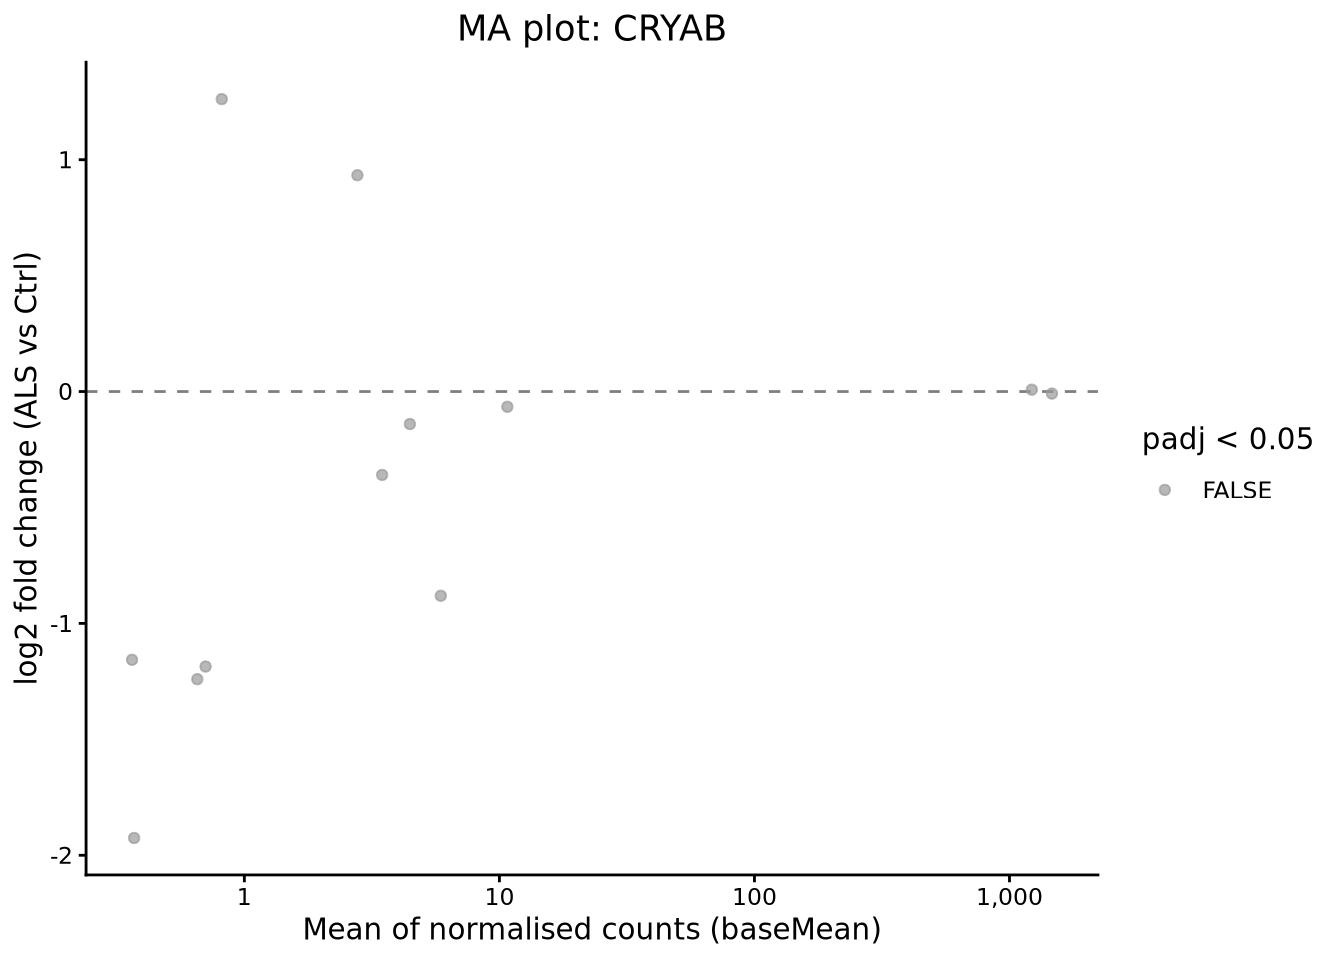 MA plot: CRYAB
log2 fold change (ALS vs Ctrl)
1
0
-1
-2
1
10
100
1,000
Mean of normalised counts (baseMean)
padj < 0.05
FALSE